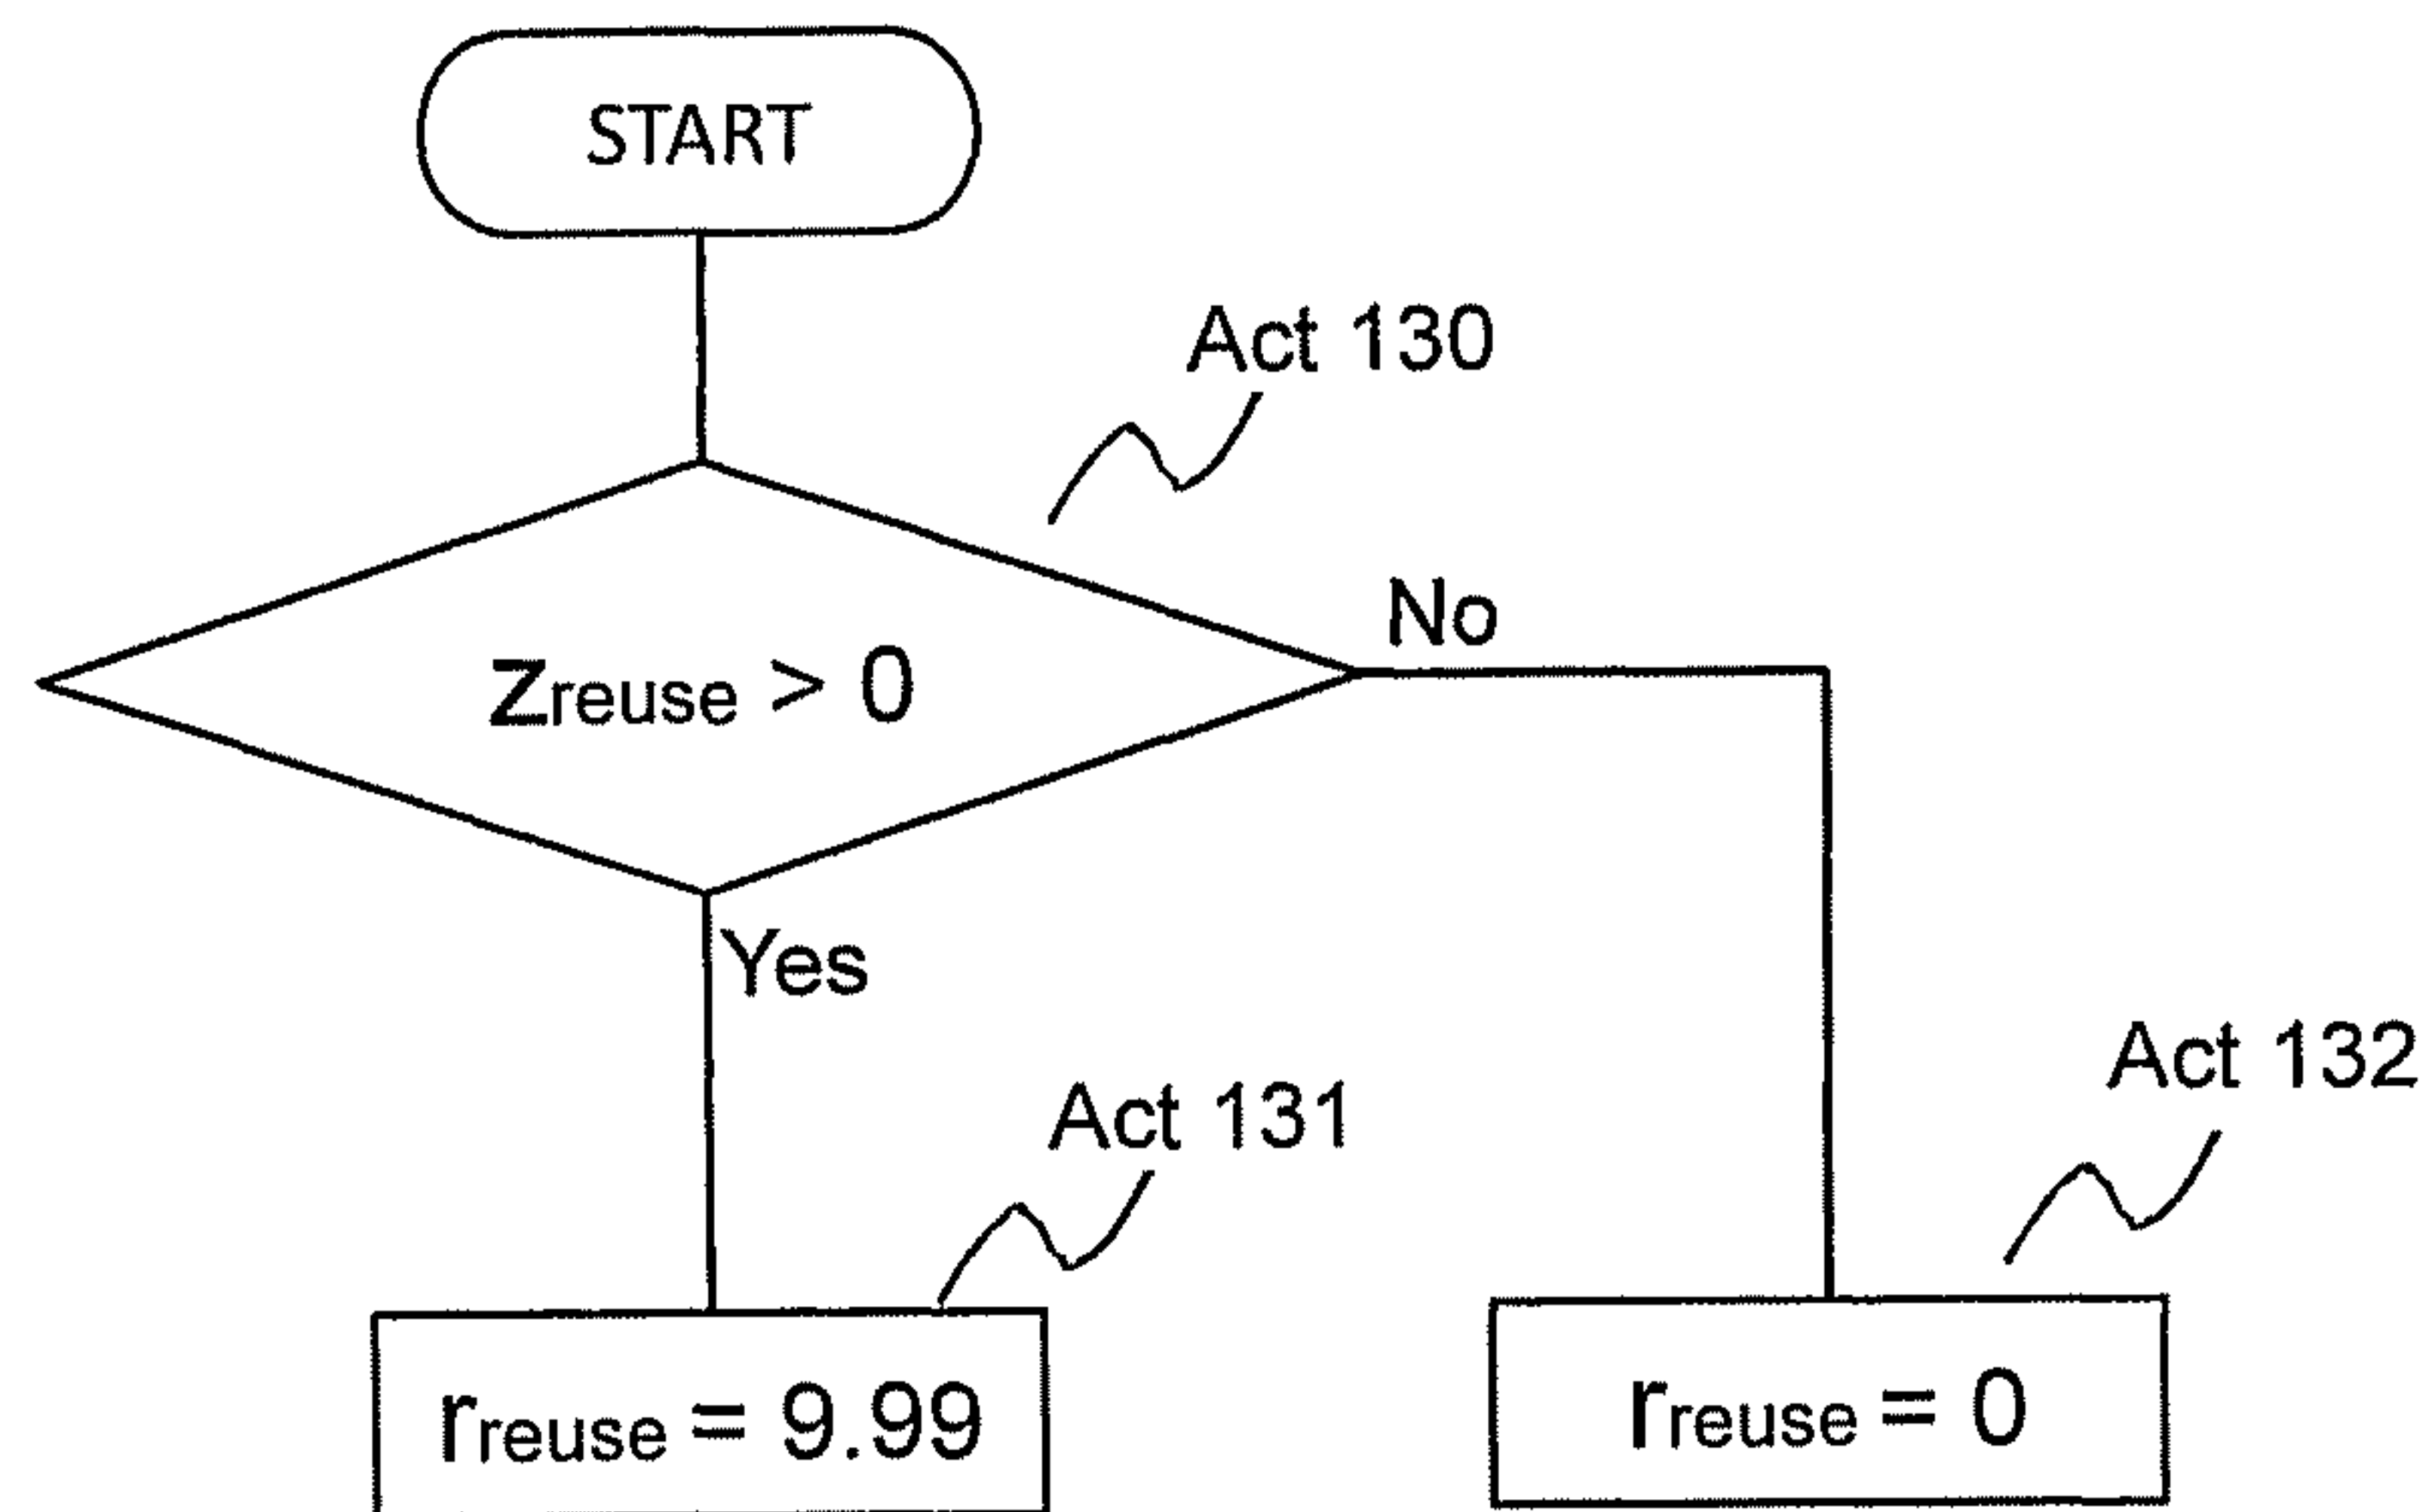 START
Act 130
No
Zreuse > 0
Yes
Act 132
Act 131
rreuse = 9.99
rreuse = 0